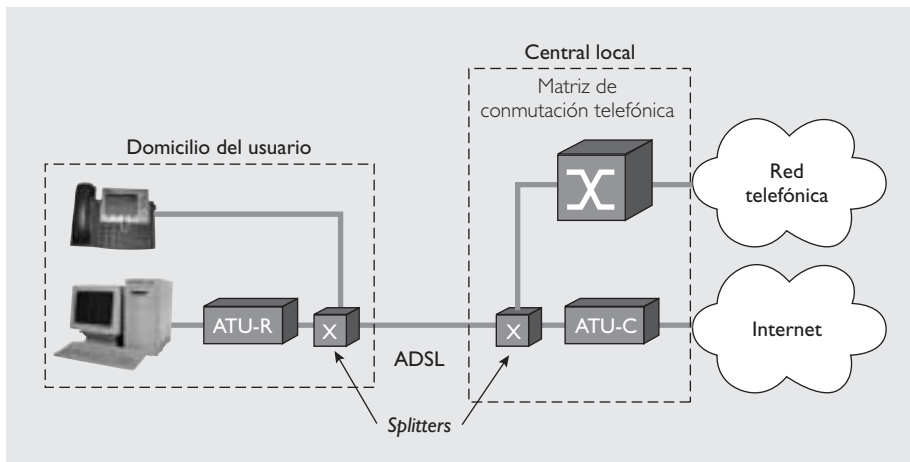 Central local
Matriz de
conmutación telefónica
Domicilio del usuario
Red
telefónica
ATU-R
X
X
ATU-C
Internet
ADSL
Splitters